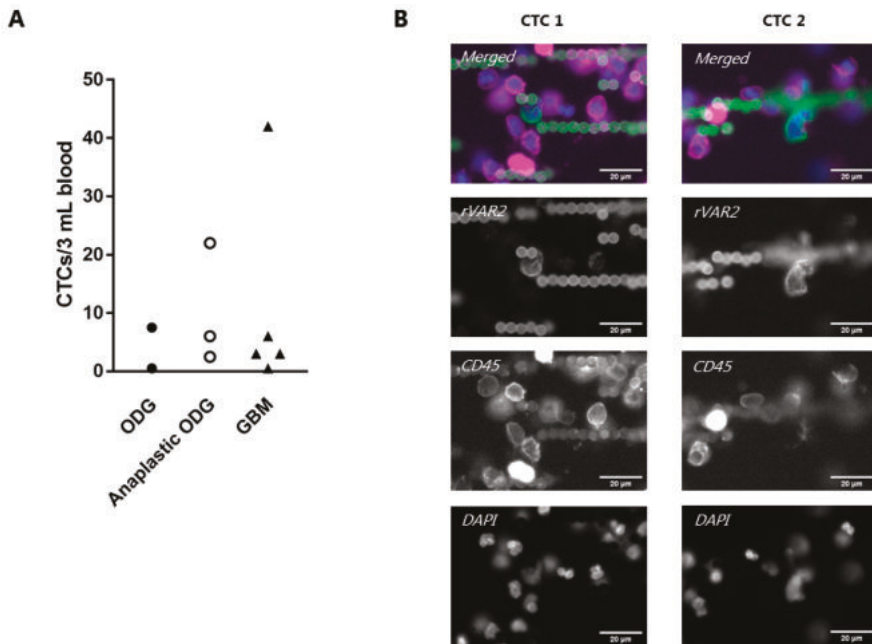 A
CTCs/3 mL blood
50
40
30
20
10
0
ODG
Anaplastic ODG
GBM
B
CTC 1
CTC 2
Merged
20 µm
Merged
20 µm
rVAR2
20 µm
rVAR2
20 µm
CD45
20 µm
CD45
20 µm
DAPI
20 µm
DAPI
20 µm